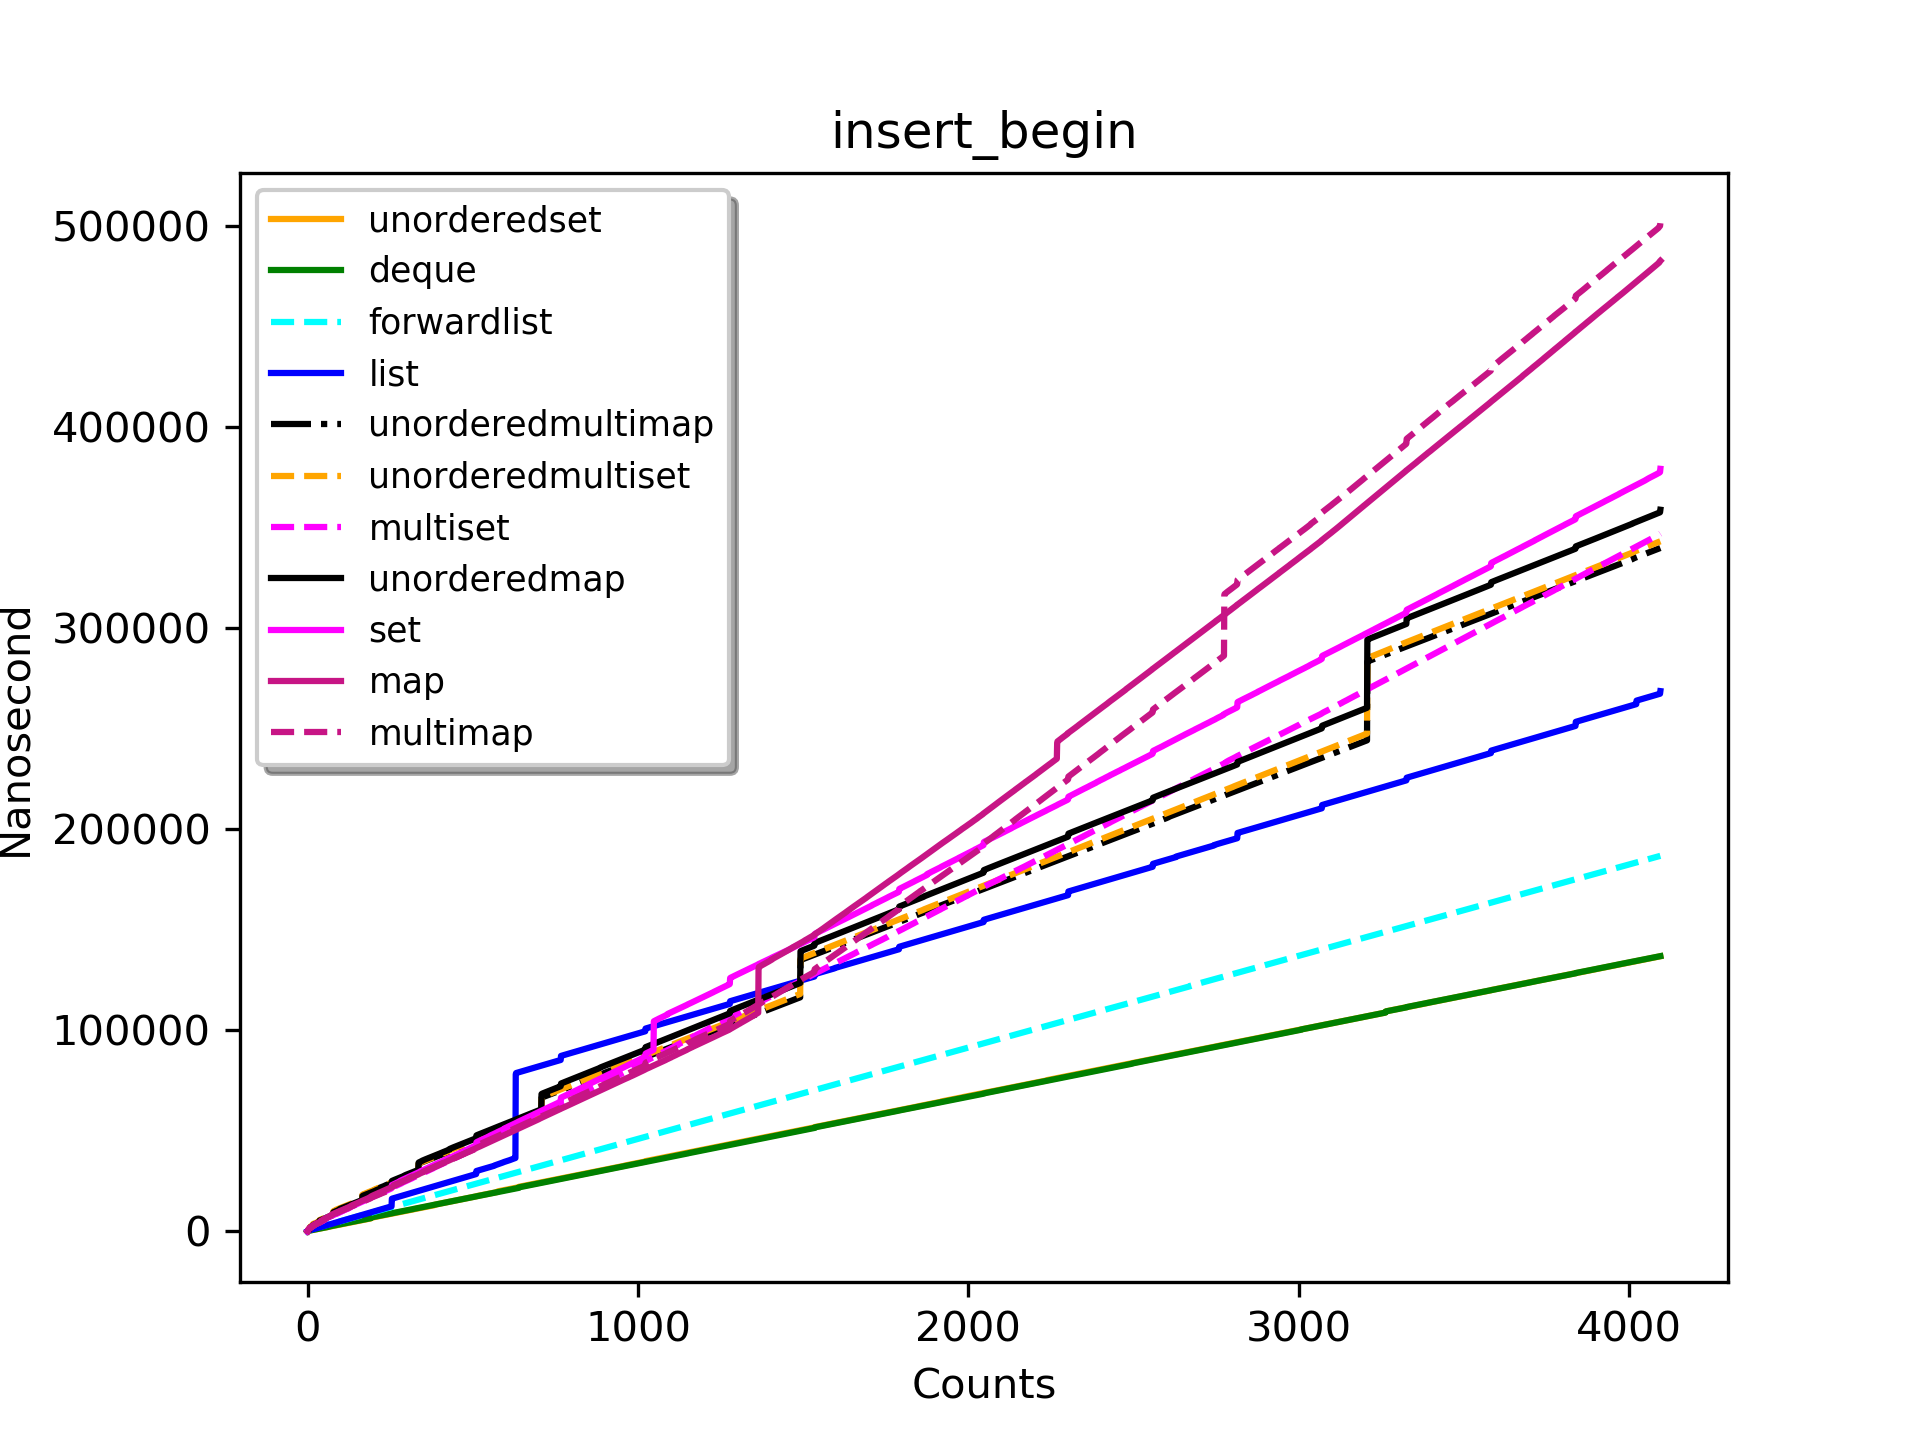 insert_begin
500000
400000
300000
200000
100000
0
Nanosecond
unorderedset
deque
forwardlist
list
unorderedmultimap
unorderedmultiset
multiset
unorderedmap
set
map
multimap
0 1000 2000 3000 4000
Counts